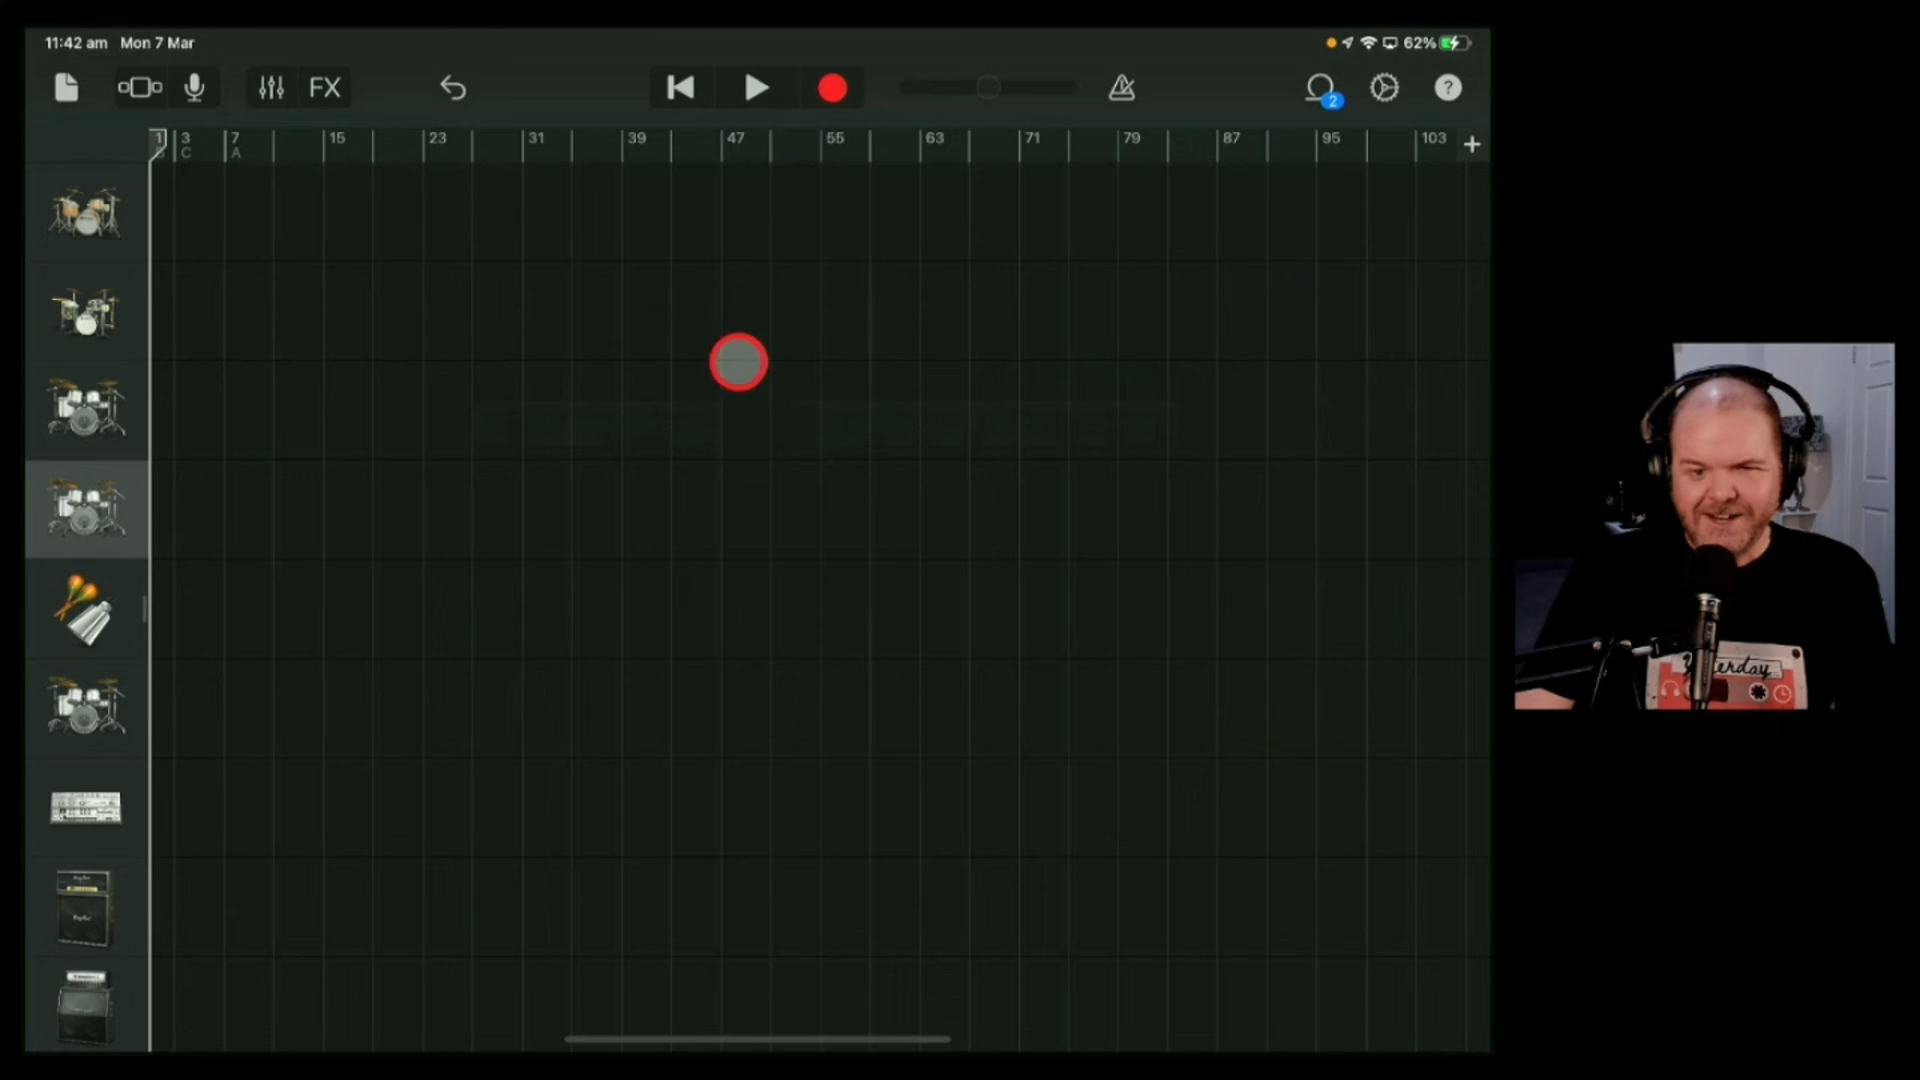 11:42 am Mon 7 Mar
62%
FX
2
?
1 3 7 15 23 31 39 47 55 63 71 79 87 95 103 +
B C A
Yesterday